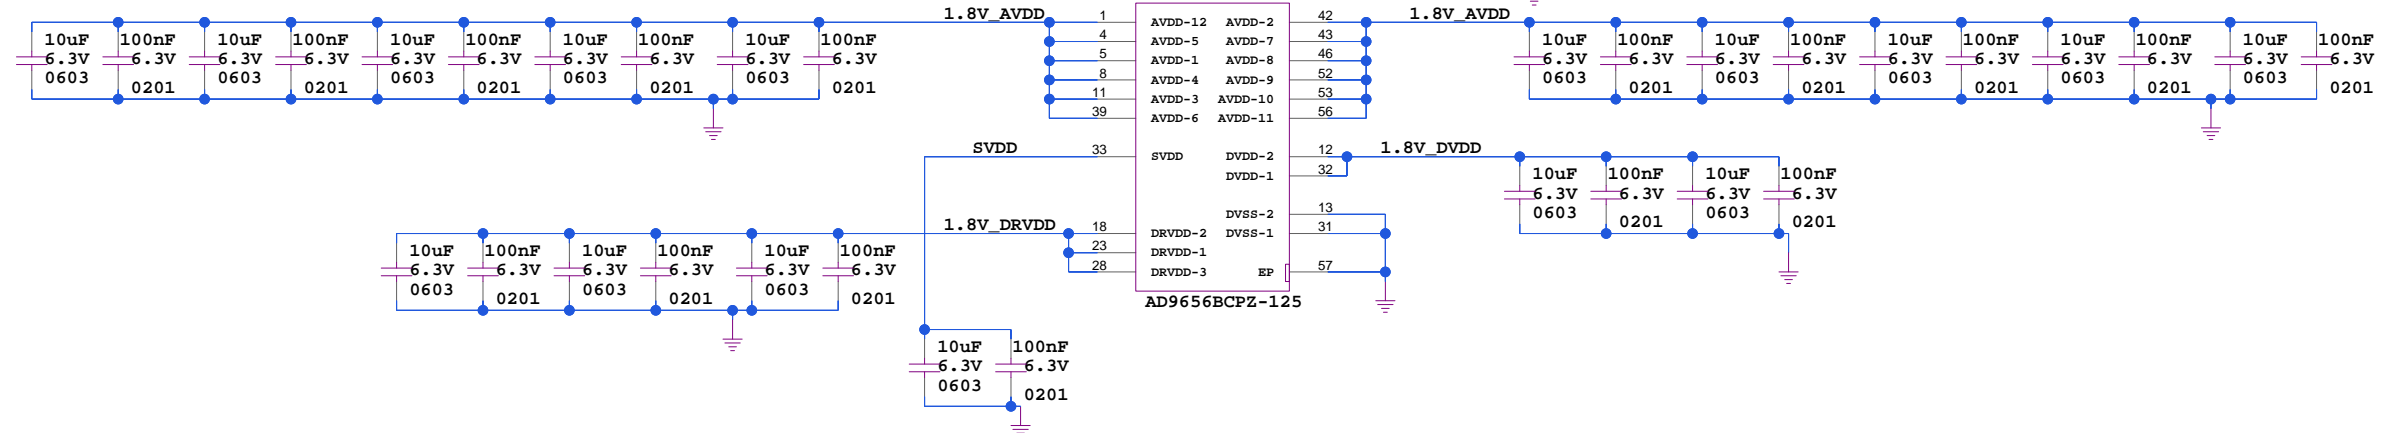 1.8V_AVDD 1 AVDD-12 AVDD-2 42 1.8V_AVDD
10uF 100nF 10uF 100nF 10uF 100nF 10uF 100nF 10uF 100nF 4 AVDD-5 AVDD-7 43 10uF 100nF 10uF 100nF 10uF 100nF 10uF 100nF 10uF 100nF
6.3V 6.3V 6.3V 6.3V 6.3V 6.3V 6.3V 6.3V 6.3V 6.3V 5 AVDD-1 AVDD-8 46 6.3V 6.3V 6.3V 6.3V 6.3V 6.3V 6.3V 6.3V 6.3V 6.3V
0603 0603 0603 0603 0603 8 AVDD-4 AVDD-9 52 0603 0603 0603 0603 0603
0201 0201 0201 0201 0201 0201 0201 0201 0201 0201
11 AVDD-3 AVDD-10 53
39 AVDD-6 AVDD-11 56
SVDD 33 SVDD DVDD-2 12 1.8V_DVDD
DVDD-1 32 10uF 100nF 10uF 100nF
6.3V 6.3V 6.3V 6.3V
DVSS-2 13 0603 0603
0201 0201
1.8V_DRVDD 18 DRVDD-2 DVSS-1 31
10uF 100nF 10uF 100nF 10uF 100nF 23 DRVDD-1
6.3V 6.3V 6.3V 6.3V 6.3V 6.3V 28 DRVDD-3 EP 57
0603 0603 0603
0201 0201 0201
AD9656BCPZ-125
10uF 100nF
6.3V 6.3V
0603
0201